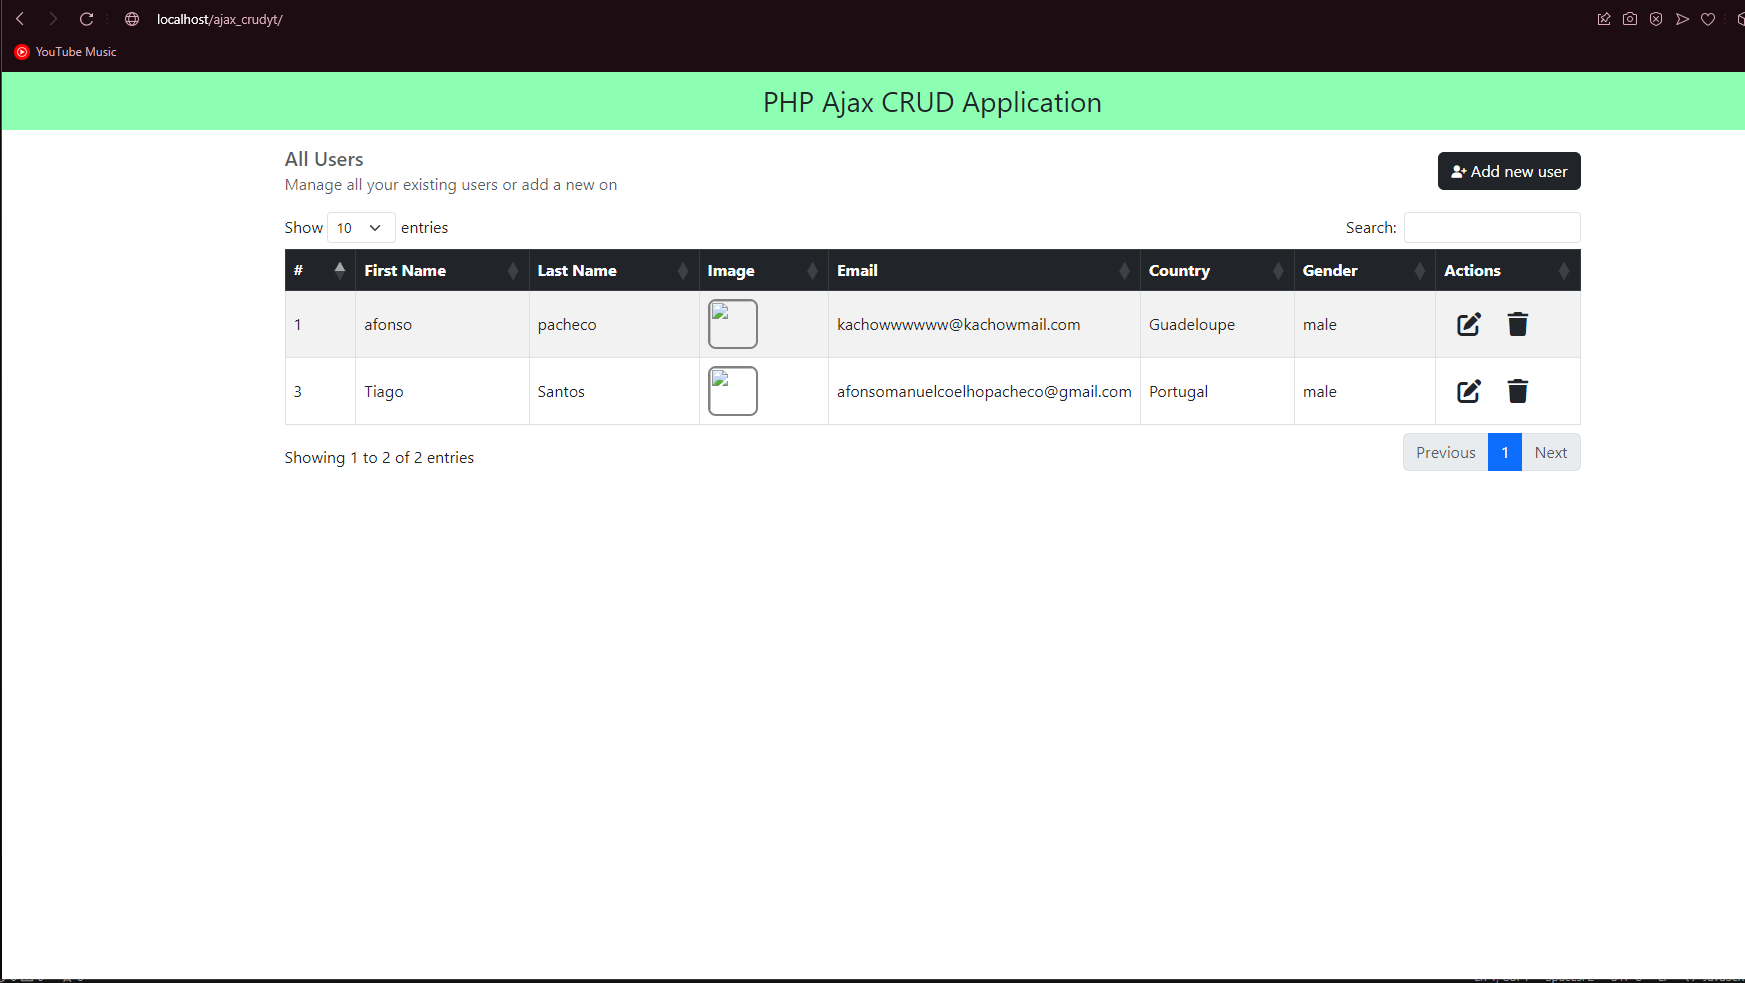 localhost/ajax_crudyt/
YouTube Music
PHP Ajax CRUD Application
All Users
Manage all your existing users or add a new on
Add new user
Show 10 entries
Search:
# First Name Last Name Image Email Country Gender Actions
1 afonso pacheco kachowwwwww@kachowmail.com Guadeloupe male
3 Tiago Santos afonsomanuelcoelhopacheco@gmail.com Portugal male
Showing 1 to 2 of 2 entries
Previous 1 Next